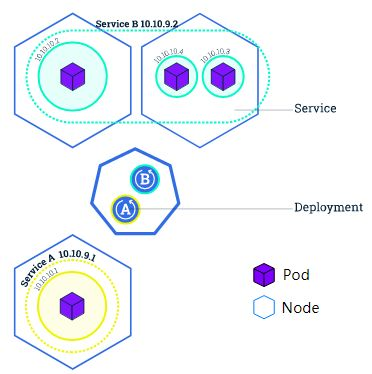 Service B 10.10.9.2
10.10.10.2
10.10.10.4
10.10.10.3
Service
B
A
Deployment
Service A 10.10.9.1
10.10.10.1
Pod
Node